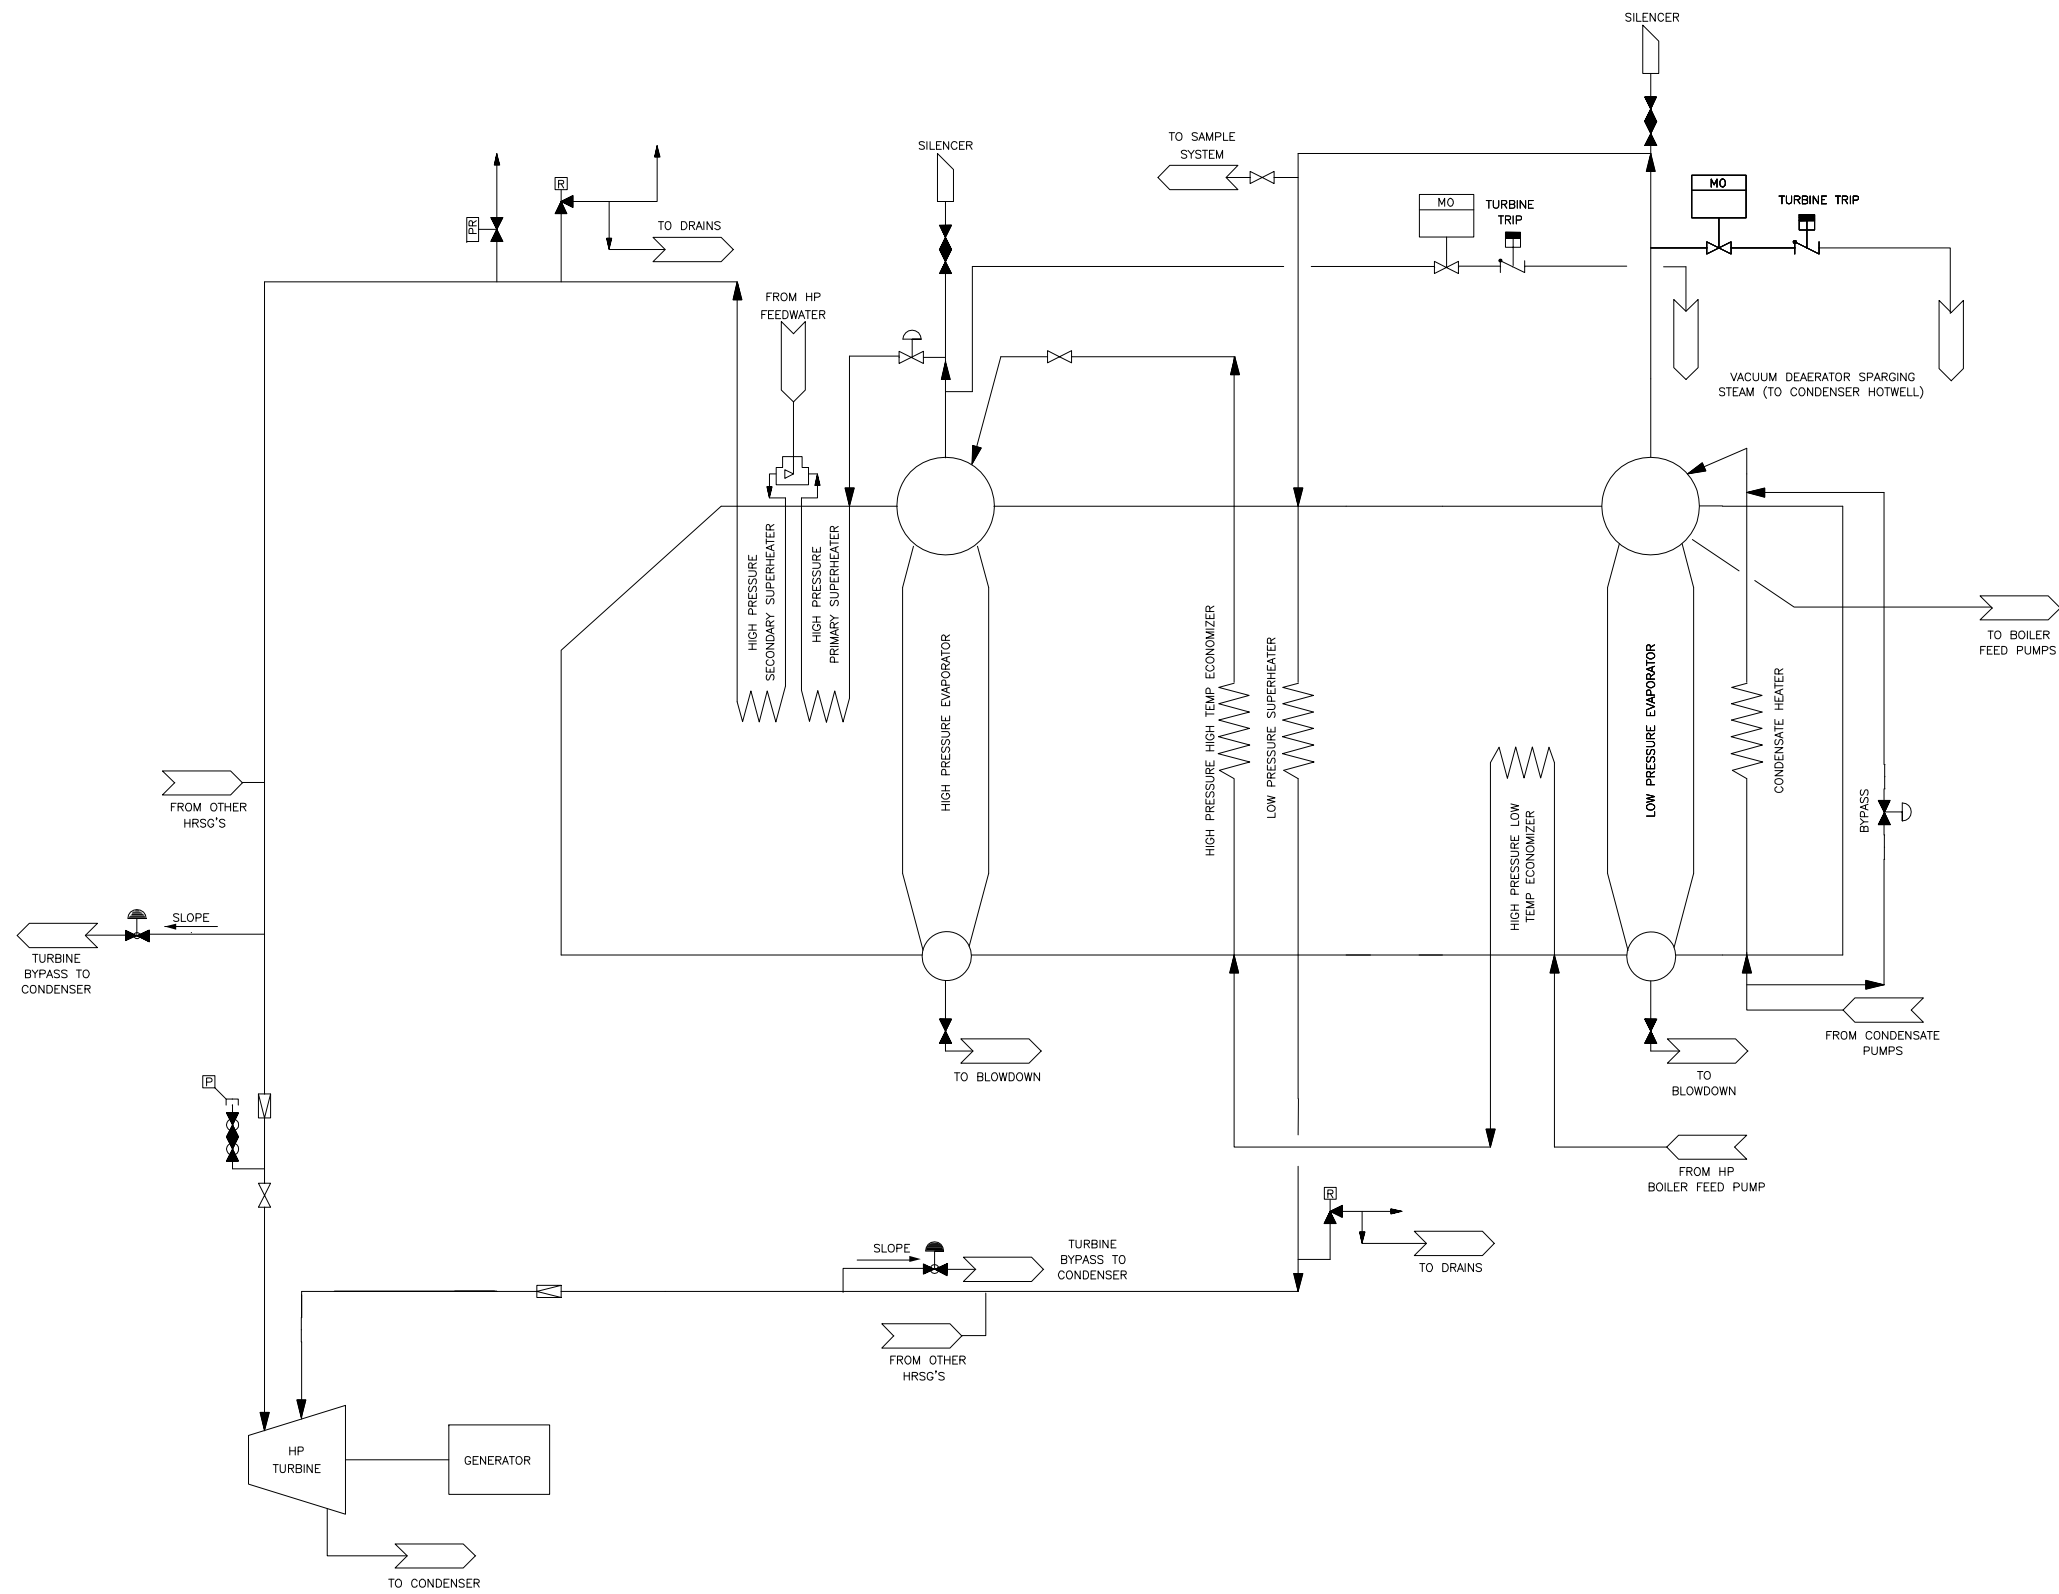 SILENCER
TO SAMPLE
SYSTEM
SILENCER
MO
TURBINE TRIP
MO
TURBINE
TRIP
R
PR
TO DRAINS
FROM HP
FEEDWATER
VACUUM DEAERATOR SPARGING
STEAM (TO CONDENSER HOTWELL)
HIGH PRESSURE
SECONDARY SUPERHEATER
HIGH PRESSURE
PRIMARY SUPERHEATER
HIGH PRESSURE EVAPORATOR
HIGH PRESSURE HIGH TEMP ECONOMIZER
LOW PRESSURE SUPERHEATER
HIGH PRESSURE LOW
TEMP ECONOMIZER
LOW PRESSURE EVAPORATOR
CONDENSATE HEATER
BYPASS
TO BOILER
FEED PUMPS
FROM OTHER
HRSG'S
SLOPE
TURBINE
BYPASS TO
CONDENSER
FROM CONDENSATE
PUMPS
TO BLOWDOWN
TO
BLOWDOWN
P
FROM HP
BOILER FEED PUMP
R
TO DRAINS
SLOPE
TURBINE
BYPASS TO
CONDENSER
FROM OTHER
HRSG'S
HP
TURBINE
GENERATOR
TO CONDENSER